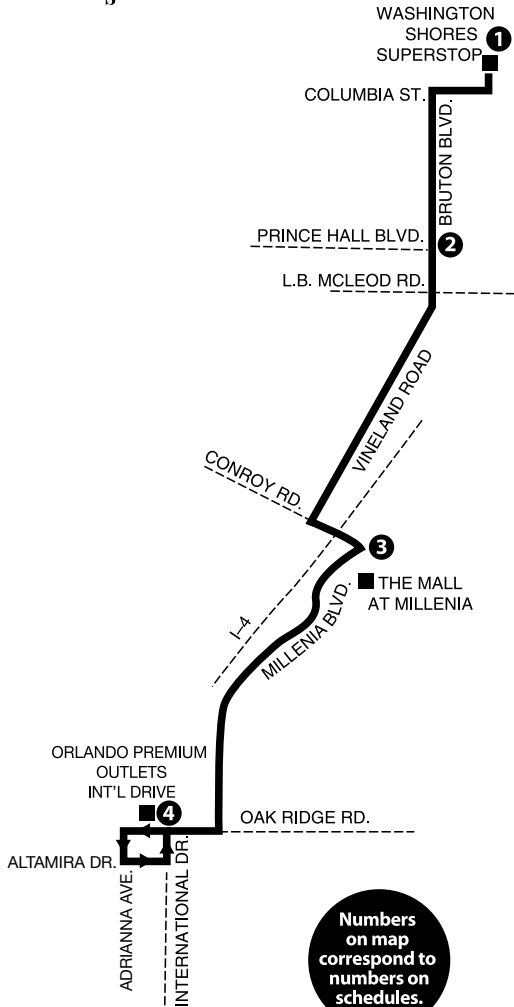 WASHINGTON
SHORES
SUPERSTOP
1
COLUMBIA ST.
BRUTON BLVD.
PRINCE HALL BLVD.
2
L.B. MCLEOD RD.
VINELAND ROAD
CONROY RD.
3
THE MALL
AT MILLENIA
I-4
MILLENIA BLVD.
ORLANDO PREMIUM
OUTLETS
INT'L DRIVE
4
OAK RIDGE RD.
ALTAMIRA DR.
ADRIANNA AVE.
INTERNATIONAL DR.
Numbers
on map
correspond to
numbers on
schedules.